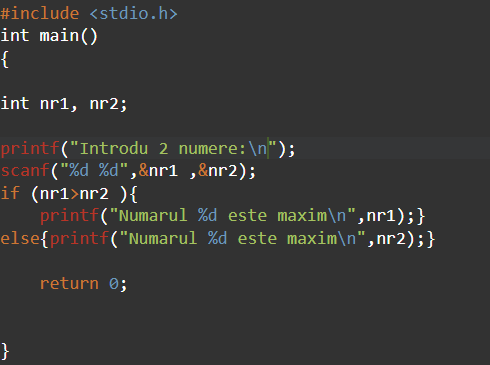 #include <stdio.h>
int main()
{
int nr1, nr2;
printf("Introdu 2 numere:\n");
scanf("%d %d",&nr1 ,&nr2);
if (nr1>nr2 ){
    printf("Numarul %d este maxim\n",nr1);}
else{printf("Numarul %d este maxim\n",nr2);}
    return 0;
}